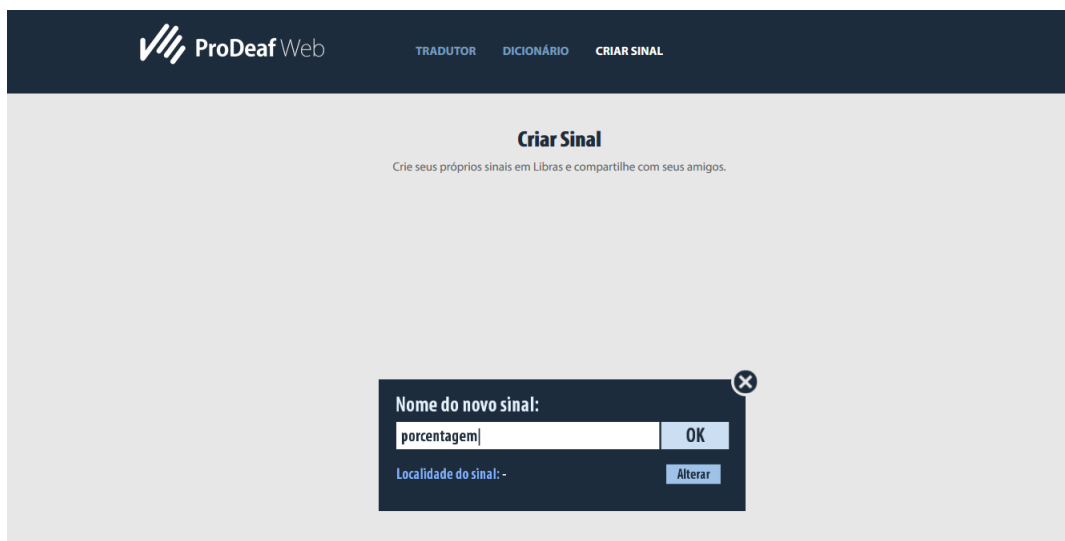 ProDeaf Web
TRADUTOR DICIONÁRIO CRIAR SINAL
Criar Sinal
Crie seus próprios sinais em Libras e compartilhe com seus amigos.
Nome do novo sinal:
porcentagem
OK
Localidade do sinal: -
Alterar